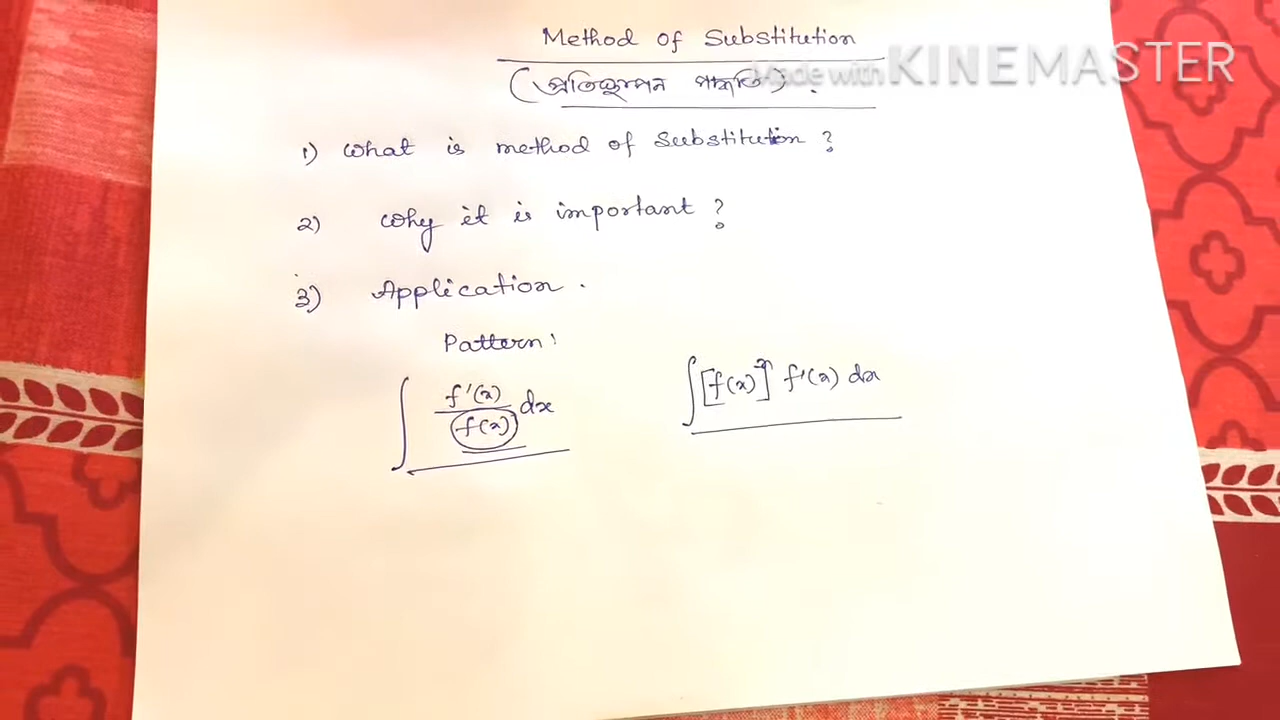 Method of Substitution
(প্রতিস্থাপন পদ্ধতি).
Made with KINEMASTER
1) What is method of substitution ?
2) Why it is important ?
3) Application .
Pattern :
∫ f'(x)/f(x) dx
∫ [f(x)]ⁿ f'(x) dx